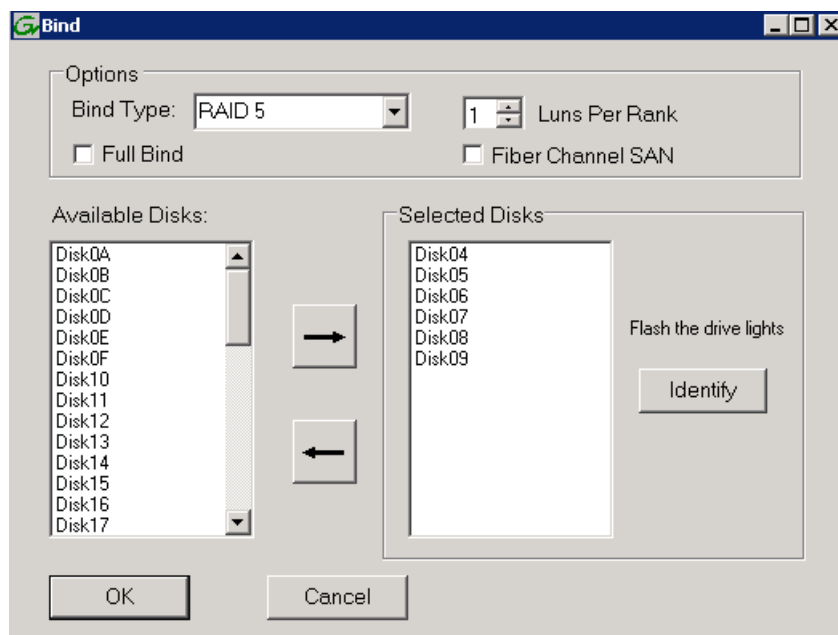 Bind
Options
Bind Type: RAID 5
1 Luns Per Rank
Full Bind
Fiber Channel SAN
Available Disks:
Disk0A
Disk0B
Disk0C
Disk0D
Disk0E
Disk0F
Disk10
Disk11
Disk12
Disk13
Disk14
Disk15
Disk16
Disk17
Selected Disks
Disk04
Disk05
Disk06
Disk07
Disk08
Disk09
Flash the drive lights
Identify
OK
Cancel